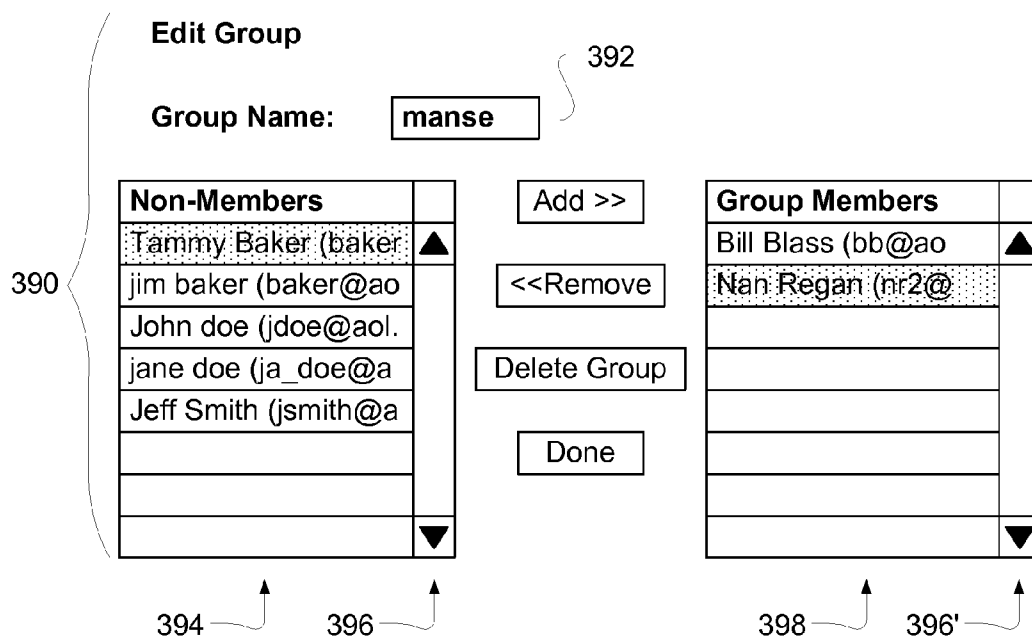 Edit Group
392
Group Name: manse
Non-Members
Tammy Baker (baker
jim baker (baker@ao
John doe (jdoe@aol.
jane doe (ja_doe@a
Jeff Smith (jsmith@a
Add >>
<<Remove
Delete Group
Done
Group Members
Bill Blass (bb@ao
Nan Regan (nr2@
390
394
396
398
396'